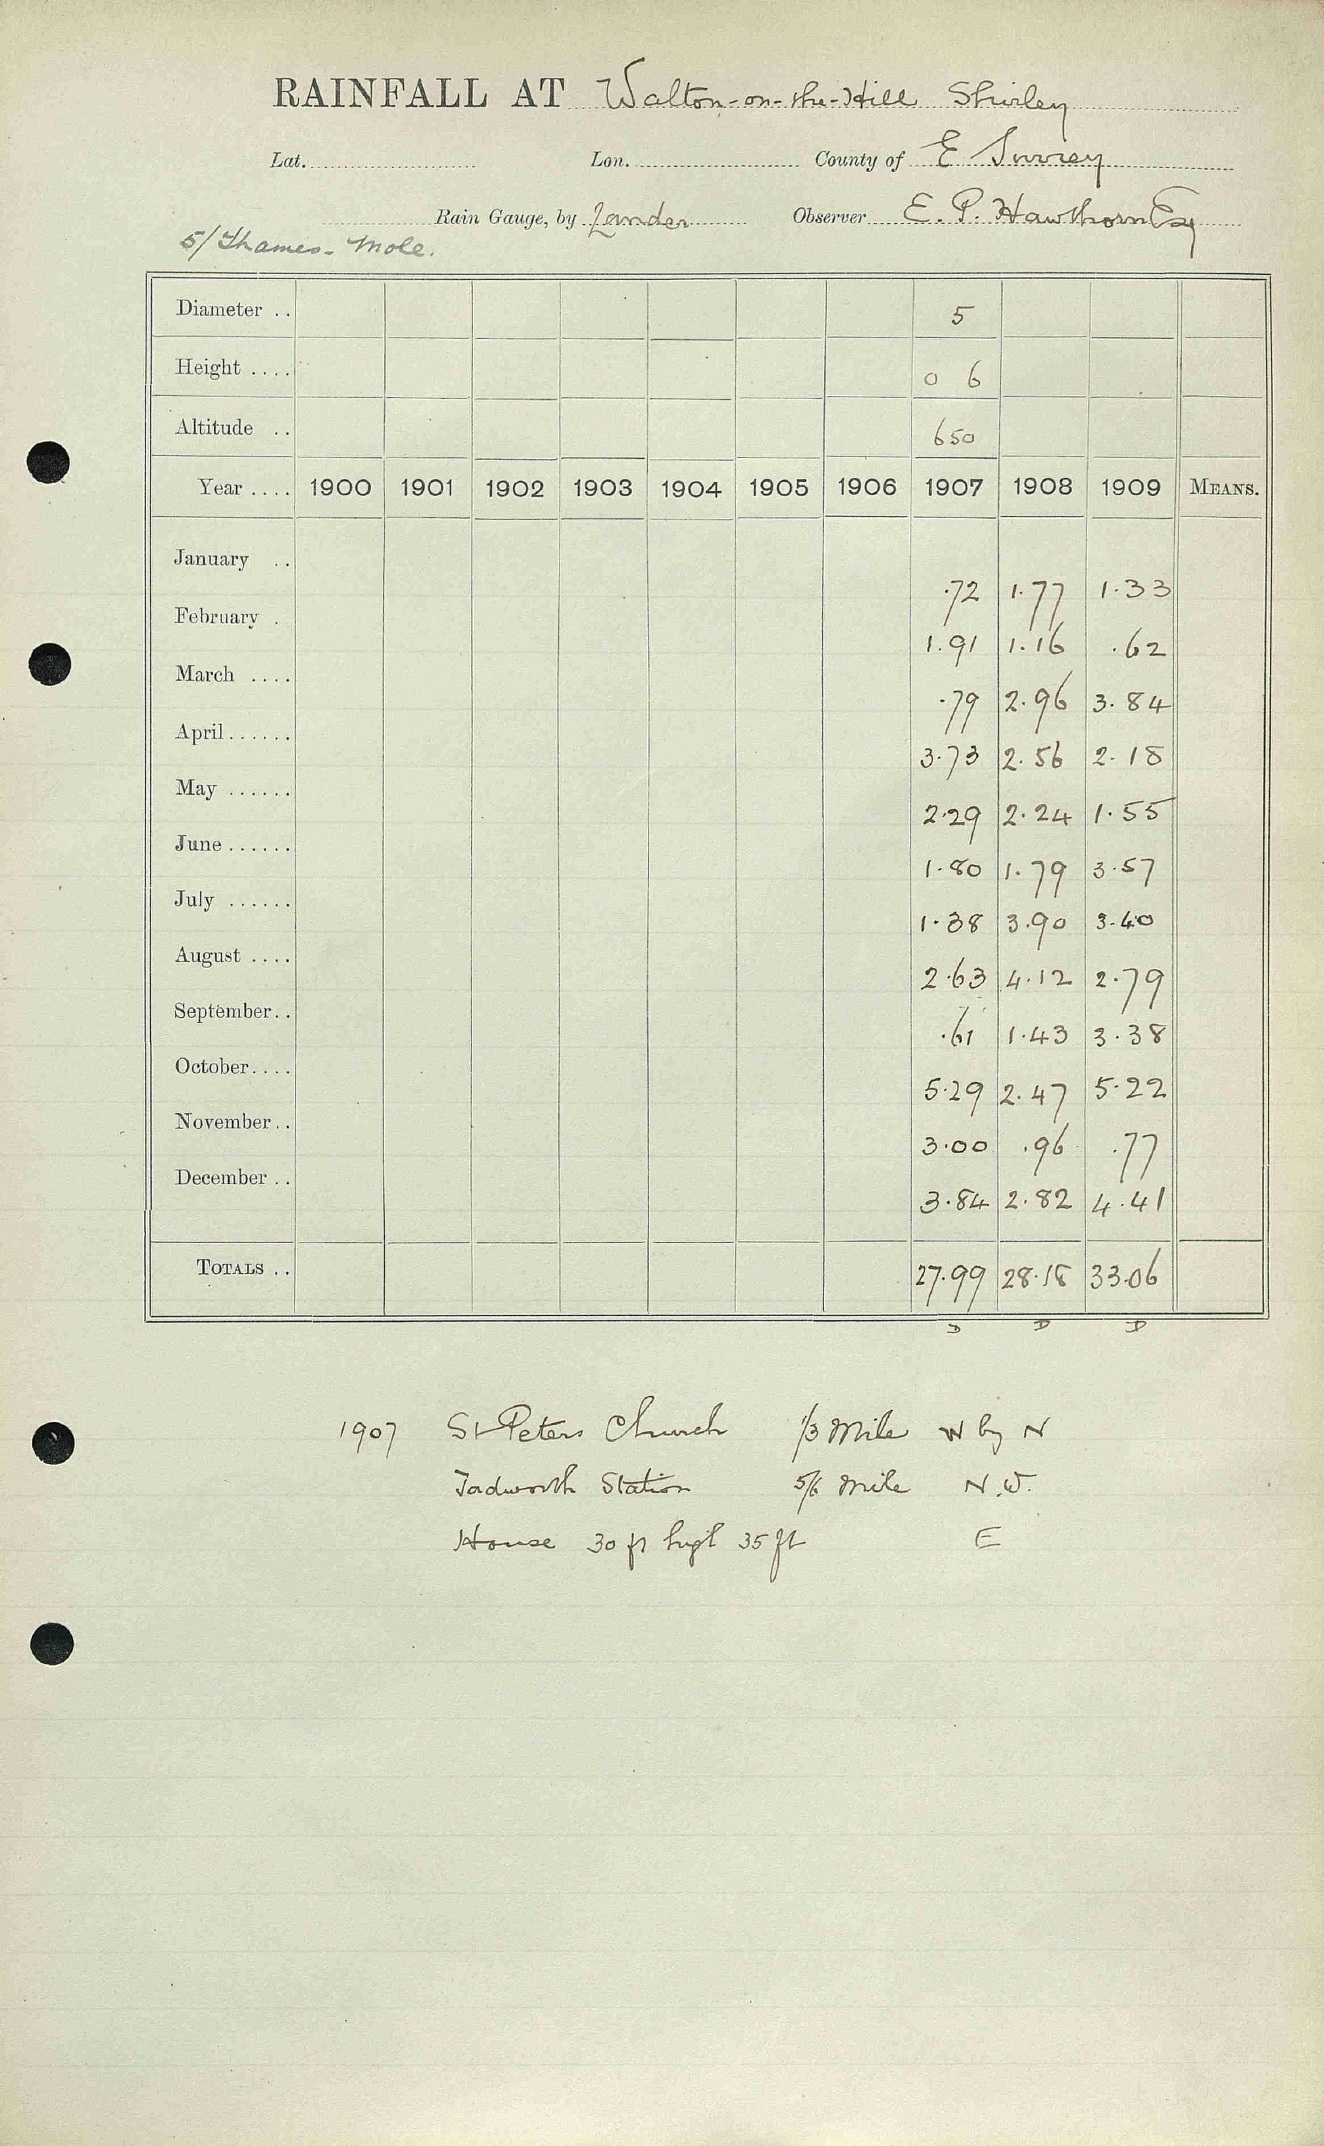 RAINFALL AT Walton-on-the-Hill Shirley
Lat. Lon. County of E Surrey
Rain Gauge, by Lander Observer E. P. Hawthorn Esq
5/ Thames-Mole.
Diameter .. 5
Height .... 0 6
Altitude .. 650
Year .... 1900 1901 1902 1903 1904 1905 1906 1907 1908 1909 MEANS.
January .. .72 1.77 1.33
February . 1.91 1.16 .62
March .... .79 2.96 3.84
April...... 3.73 2.56 2.18
May ...... 2.29 2.24 1.55
June ...... 1.80 1.79 3.57
July ...... 1.38 3.90 3.40
August .... 2.63 4.12 2.79
September.. .61 1.43 3.38
October.... 5.29 2.47 5.22
November.. 3.00 .96 .77
December .. 3.84 2.82 4.41
TOTALS .. 27.99 28.18 33.06
D D D
1907 St Peters Church 1/3 Mile W by N
Tadworth Station 5/6 Mile N.W.
House 30 ft high 35 ft E